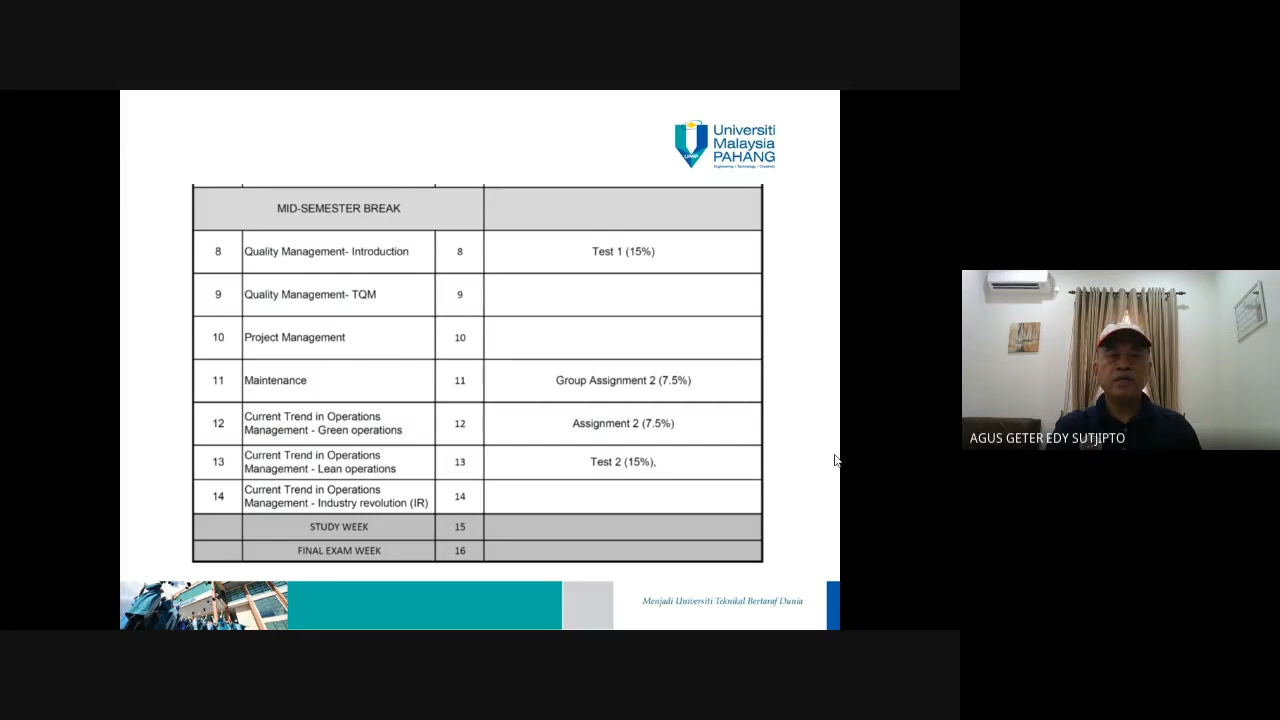 Universiti
Malaysia
PAHANG
Engineering • Technology • Creativity
UMP
MID-SEMESTER BREAK
8 Quality Management- Introduction 8 Test 1 (15%)
9 Quality Management- TQM 9
10 Project Management 10
11 Maintenance 11 Group Assignment 2 (7.5%)
12 Current Trend in Operations
Management - Green operations 12 Assignment 2 (7.5%)
13 Current Trend in Operations
Management - Lean operations 13 Test 2 (15%),
14 Current Trend in Operations
Management - Industry revolution (IR) 14
STUDY WEEK 15
FINAL EXAM WEEK 16
Menjadi Universiti Teknikal Bertaraf Dunia
AGUS GETER EDY SUTJIPTO